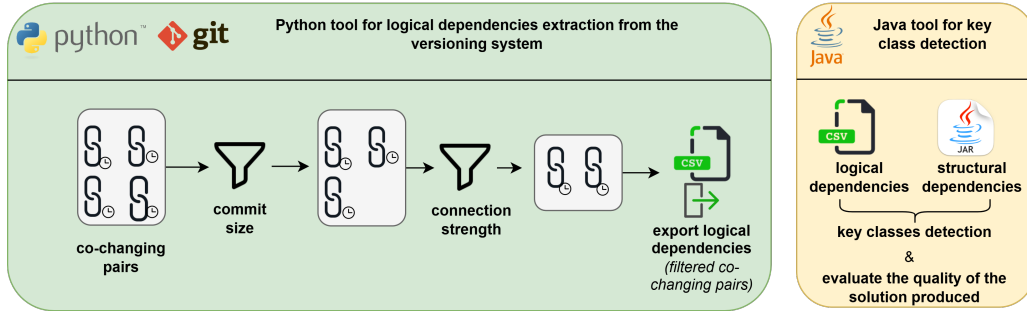 python™
git
Python tool for logical dependencies extraction from the
versioning system
co-changing
pairs
commit
size
connection
strength
CSV
export logical
dependencies
(filtered co-
changing pairs)
Java
Java tool for key
class detection
CSV
JAR
logical
dependencies
structural
dependencies
key classes detection
&
evaluate the quality of the
solution produced